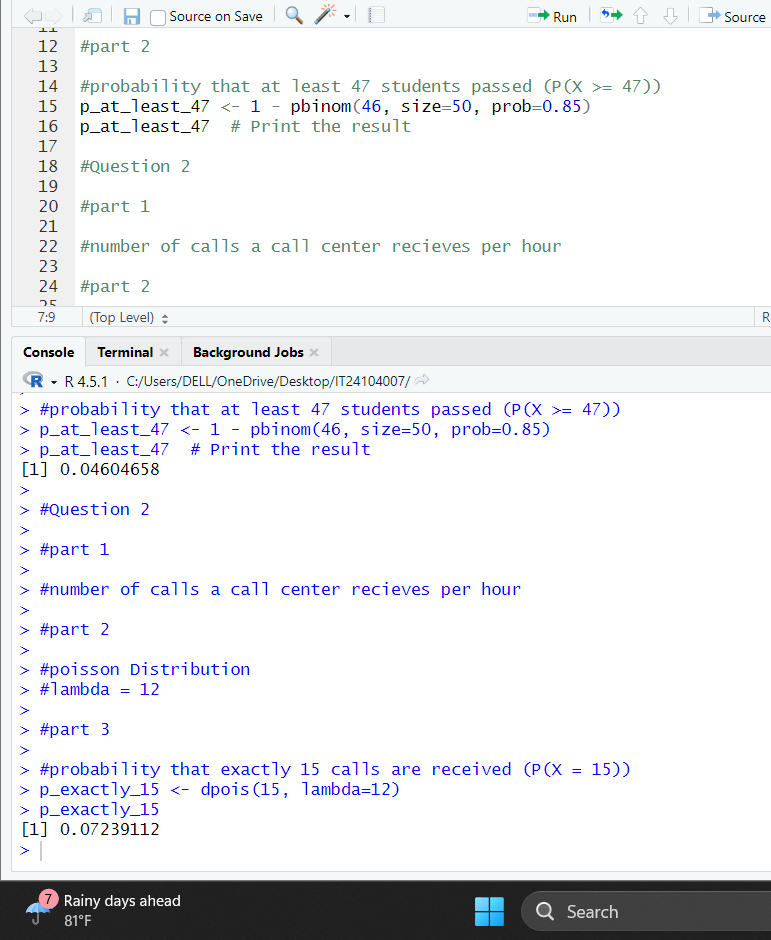 Source on Save
Run
Source
11
12 #part 2
13
14 #probability that at least 47 students passed (P(X >= 47))
15 p_at_least_47 <- 1 - pbinom(46, size=50, prob=0.85)
16 p_at_least_47  # Print the result
17
18 #Question 2
19
20 #part 1
21
22 #number of calls a call center recieves per hour
23
24 #part 2
25
7:9 (Top Level) R
Console Terminal Background Jobs
R R 4.5.1 · C:/Users/DELL/OneDrive/Desktop/IT24104007/
>
> #probability that at least 47 students passed (P(X >= 47))
> p_at_least_47 <- 1 - pbinom(46, size=50, prob=0.85)
> p_at_least_47  # Print the result
[1] 0.04604658
>
> #Question 2
>
> #part 1
>
> #number of calls a call center recieves per hour
>
> #part 2
>
> #poisson Distribution
> #lambda = 12
>
> #part 3
>
> #probability that exactly 15 calls are received (P(X = 15))
> p_exactly_15 <- dpois(15, lambda=12)
> p_exactly_15
[1] 0.07239112
>
7 Rainy days ahead
81°F
Search